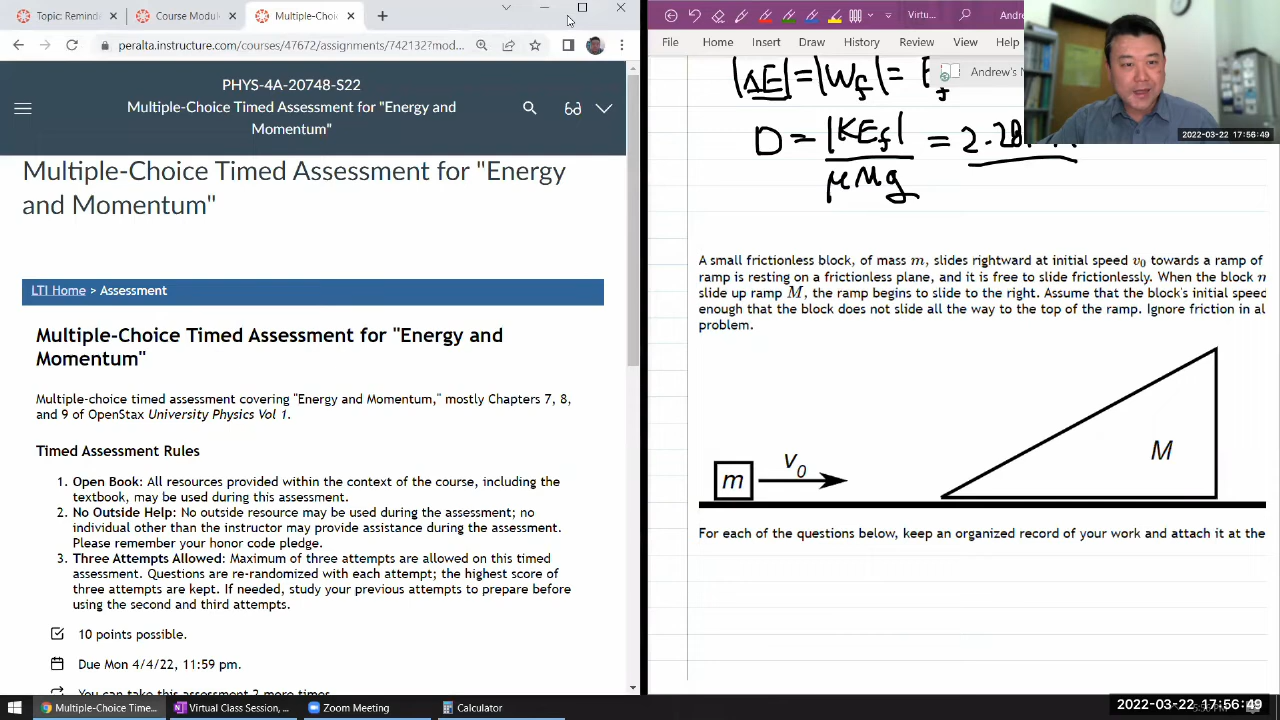 Topic Reminde
Course Module
Multiple-Choic
peralta.instructure.com/courses/47672/assignments/742132?mod...
PHYS-4A-20748-S22
Multiple-Choice Timed Assessment for "Energy and
Momentum"
Multiple-Choice Timed Assessment for "Energy
and Momentum"
LTI Home > Assessment
Multiple-Choice Timed Assessment for "Energy and
Momentum"
Multiple-choice timed assessment covering "Energy and Momentum," mostly Chapters 7, 8,
and 9 of OpenStax University Physics Vol 1.
Timed Assessment Rules
1. Open Book: All resources provided within the context of the course, including the
textbook, may be used during this assessment.
2. No Outside Help: No outside resource may be used during the assessment; no
individual other than the instructor may provide assistance during the assessment.
Please remember your honor code pledge.
3. Three Attempts Allowed: Maximum of three attempts are allowed on this timed
assessment. Questions are re-randomized with each attempt; the highest score of
three attempts are kept. If needed, study your previous attempts to prepare before
using the second and third attempts.
10 points possible.
Due Mon 4/4/22, 11:59 pm.
You can take this assessment 2 more times.
Virtu...
Andre
File Home Insert Draw History Review View Help
Andrew's N
|ΔE| = |W_f| =
D = |KE_f| / μMg = 2.28
A small frictionless block, of mass m, slides rightward at initial speed v0 towards a ramp of
ramp is resting on a frictionless plane, and it is free to slide frictionlessly. When the block
slide up ramp M, the ramp begins to slide to the right. Assume that the block's initial speed
enough that the block does not slide all the way to the top of the ramp. Ignore friction in al
problem.
m
v0
M
For each of the questions below, keep an organized record of your work and attach it at the
2022-03-22 17:56:49
Multiple-Choice Time...
Virtual Class Session, ...
Zoom Meeting
Calculator
2022-03-22 17:56:49